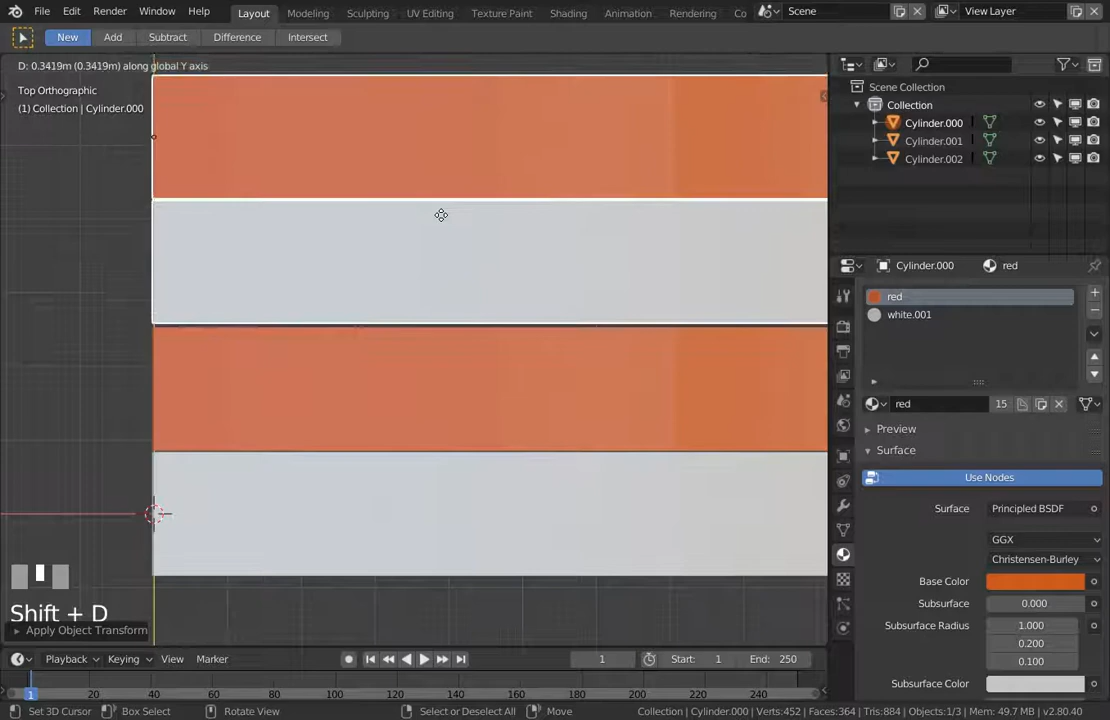 File Edit Render Window Help Layout Modeling Sculpting UV Editing Texture Paint Shading Animation Rendering Co Scene View Layer
New Add Subtract Difference Intersect
D: 0.3419m (0.3419m) along global Y axis
Top Orthographic
(1) Collection | Cylinder.000
Scene Collection
Collection
Cylinder.000
Cylinder.001
Cylinder.002
Cylinder.000 red
red
white.001
red 15
Preview
Surface
Use Nodes
Surface Principled BSDF
GGX
Christensen-Burley
Base Color
Subsurface 0.000
Subsurface Radius 1.000
0.200
0.100
Subsurface Color
Shift + D
Apply Object Transform
Playback Keying View Marker 1 Start: 1 End: 250
1 20 40 60 80 100 120 140 160 180 200 220 240
Set 3D Cursor Box Select Rotate View Select or Deselect All Move Collection | Cylinder.000 | Verts:452 | Faces:364 | Tris:884 | Objects:1/3 | Mem: 49.7 MB | v2.80.40